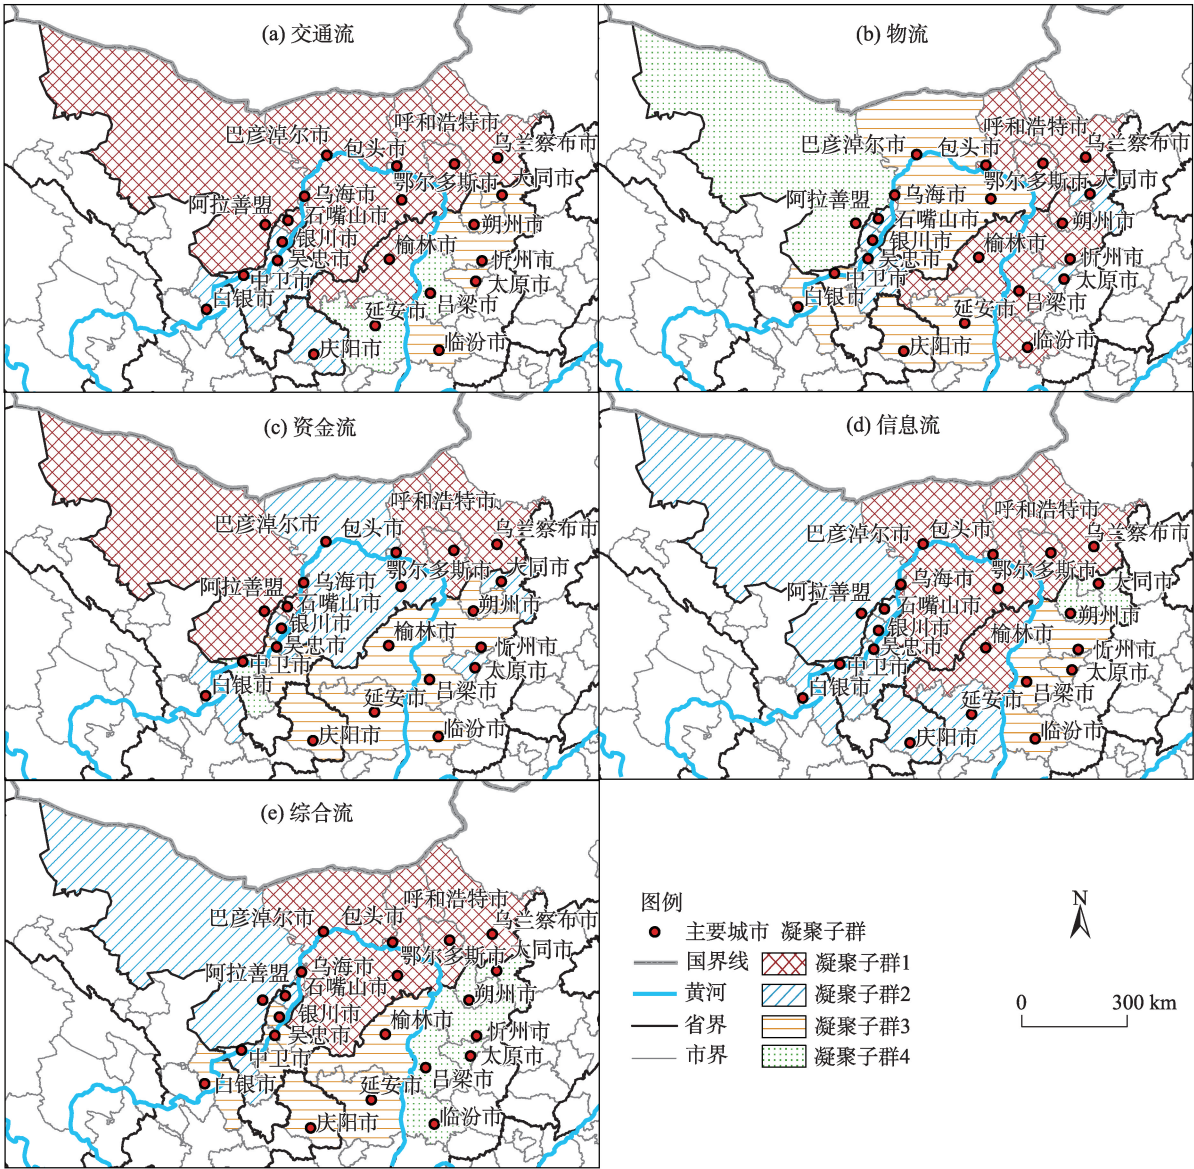 (a) 交通流
呼和浩特市
巴彦淖尔市
包头市
乌兰察布市
鄂尔多斯市
大同市
乌海市
阿拉善盟
石嘴山市
朔州市
银川市
榆林市
吴忠市
忻州市
中卫市
太原市
白银市
吕梁市
延安市
庆阳市
临汾市
(b) 物流
呼和浩特市
巴彦淖尔市
包头市
乌兰察布市
鄂尔多斯市
大同市
乌海市
阿拉善盟
石嘴山市
朔州市
银川市
榆林市
吴忠市
忻州市
中卫市
太原市
白银市
吕梁市
延安市
庆阳市
临汾市
(c) 资金流
呼和浩特市
巴彦淖尔市
包头市
乌兰察布市
鄂尔多斯市
大同市
乌海市
阿拉善盟
石嘴山市
朔州市
银川市
榆林市
吴忠市
忻州市
中卫市
太原市
白银市
吕梁市
延安市
庆阳市
临汾市
(d) 信息流
呼和浩特市
巴彦淖尔市
包头市
乌兰察布市
鄂尔多斯市
大同市
乌海市
阿拉善盟
石嘴山市
朔州市
银川市
榆林市
吴忠市
忻州市
中卫市
太原市
白银市
吕梁市
延安市
庆阳市
临汾市
(e) 综合流
呼和浩特市
巴彦淖尔市
包头市
乌兰察布市
鄂尔多斯市
大同市
乌海市
阿拉善盟
石嘴山市
朔州市
银川市
榆林市
吴忠市
忻州市
中卫市
太原市
白银市
吕梁市
延安市
庆阳市
临汾市
图例
主要城市 凝聚子群
国界线 凝聚子群1
黄河 凝聚子群2
省界 凝聚子群3
市界 凝聚子群4
N
0 300 km